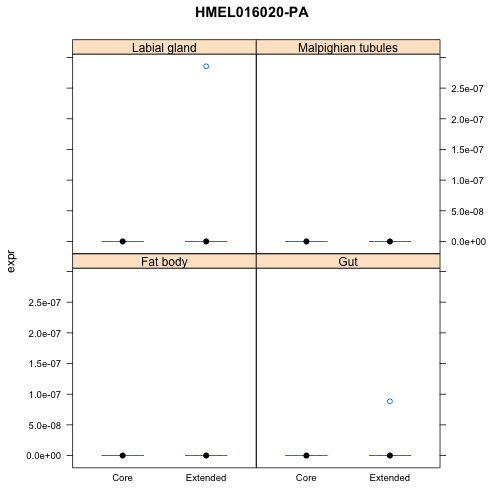 HMEL016020-PA
Labial gland
Malpighian tubules
2.5e-07
2.0e-07
1.5e-07
1.0e-07
5.0e-08
0.0e+00
expr
Fat body
Gut
2.5e-07
2.0e-07
1.5e-07
1.0e-07
5.0e-08
0.0e+00
Core
Extended
Core
Extended